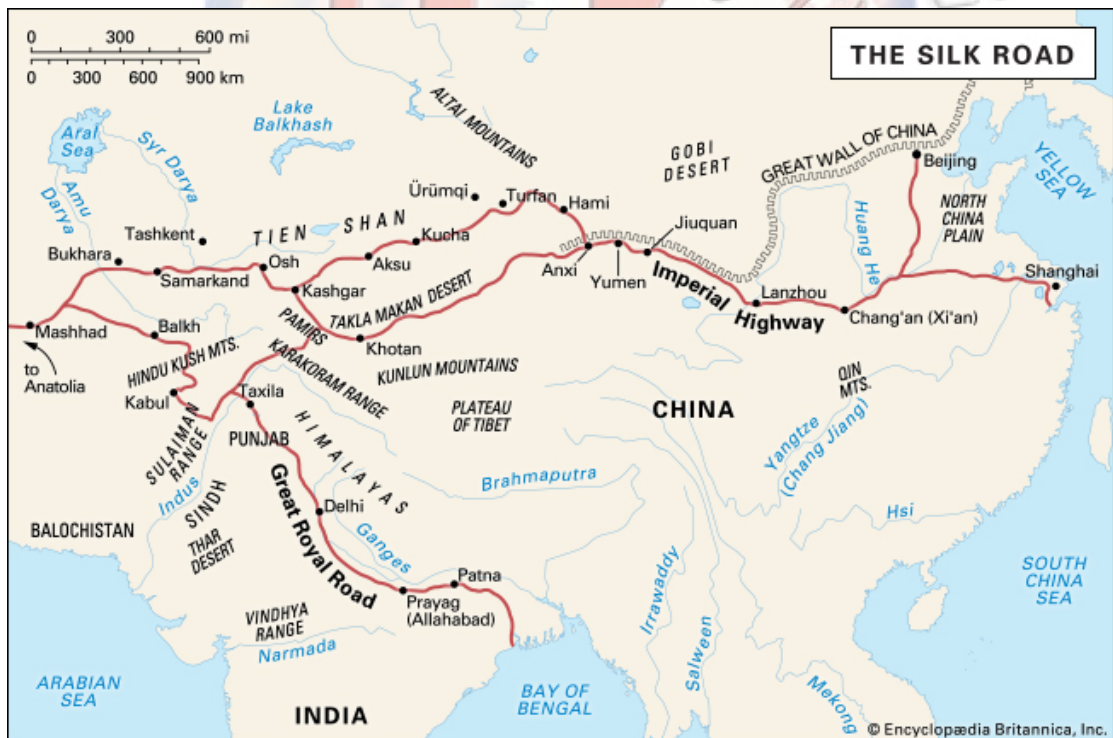 THE SILK ROAD
0 300 600 mi
0 300 600 900 km
Aral
Sea
Syr Darya
Amu
Darya
Lake
Balkhash
ALTAI MOUNTAINS
GOBI
DESERT
GREAT WALL OF CHINA
Beijing
YELLOW
SEA
NORTH
CHINA
PLAIN
Huang He
Ürümqi
Turfan
Hami
Jiuquan
Tashkent
TIEN SHAN
Kucha
Bukhara
Osh
Aksu
Anxi
Yumen
Imperial
Highway
Shanghai
Samarkand
Kashgar
TAKLA MAKAN DESERT
Lanzhou
Chang'an (Xi'an)
Mashhad
Balkh
PAMIRS
Khotan
to
Anatolia
HINDU KUSH MTS.
KARAKORAM RANGE
KUNLUN MOUNTAINS
QIN
MTS.
Kabul
Taxila
PLATEAU
OF TIBET
CHINA
SULAIMAN
RANGE
PUNJAB
HIMALAYAS
Yangtze
(Chang Jiang)
Indus
SINDH
Great Royal Road
Brahmaputra
BALOCHISTAN
THAR
DESERT
Delhi
Ganges
Hsi
Patna
Prayag
(Allahabad)
Irrawaddy
SOUTH
CHINA
SEA
VINDHYA
RANGE
Narmada
Salween
ARABIAN
SEA
INDIA
BAY OF
BENGAL
Mekong
© Encyclopædia Britannica, Inc.